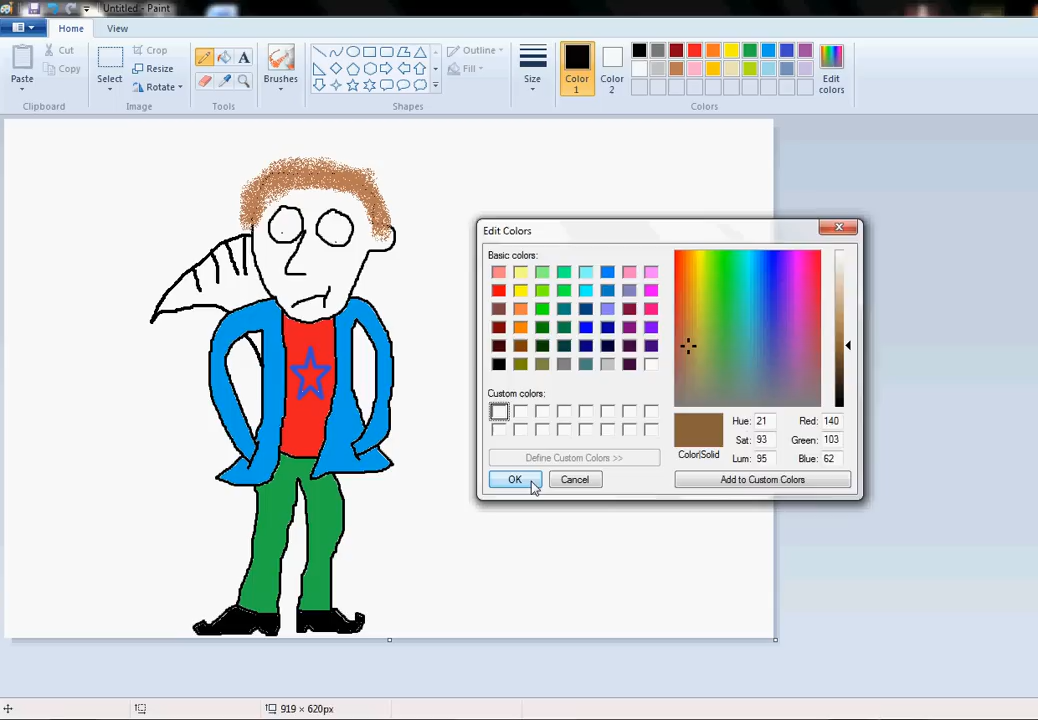 Untitled - Paint
Home View
Paste
Cut
Copy
Clipboard
Select
Crop
Resize
Rotate
Image
A
Tools
Brushes
Outline
Fill
Shapes
Size
Color 1
Color 2
Edit colors
Colors
Edit Colors
Basic colors:
Custom colors:
Define Custom Colors >>
OK Cancel
Color|Solid
Hue: 21 Red: 140
Sat: 93 Green: 103
Lum: 95 Blue: 62
Add to Custom Colors
919 × 620px